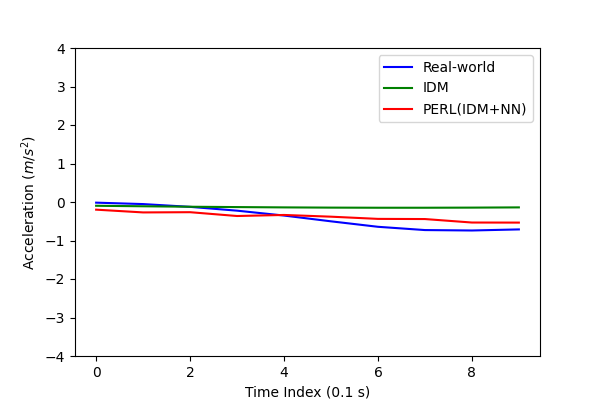 Real-world
IDM
PERL(IDM+NN)
4
3
2
1
0
−1
−2
−3
−4
Acceleration (m/s²)
0 2 4 6 8
Time Index (0.1 s)